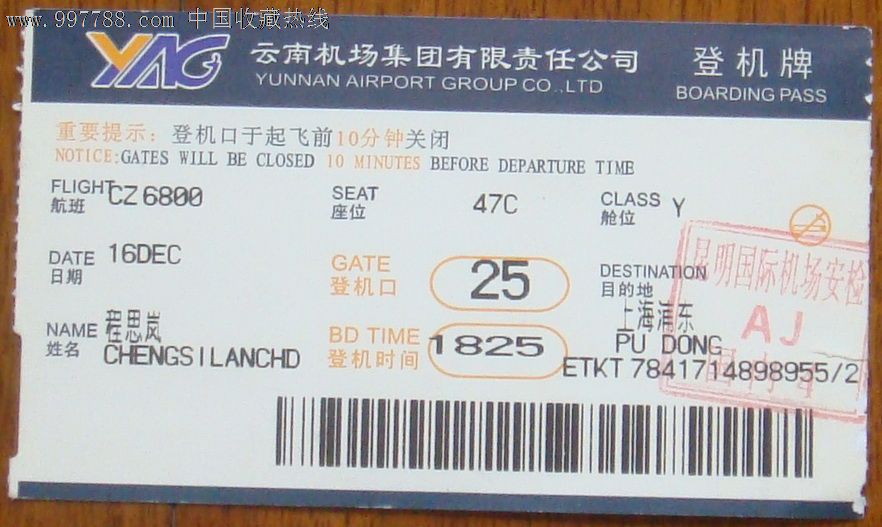 www.997788.com 中国收藏热线
YAG 云南机场集团有限责任公司 登机牌
YUNNAN AIRPORT GROUP CO.,LTD BOARDING PASS
重要提示：登机口于起飞前10分钟关闭
NOTICE:GATES WILL BE CLOSED 10 MINUTES BEFORE DEPARTURE TIME
FLIGHT CZ6800 SEAT 47C CLASS Y
航班 座位 舱位
DATE 16DEC GATE 25 DESTINATION
日期 登机口 目的地
上海浦东
NAME 程思岚 BD TIME 1825 PU DONG
姓名 CHENGSILANCHD 登机时间 ETKT 7841714898955/2
昆明国际机场安检
AJ